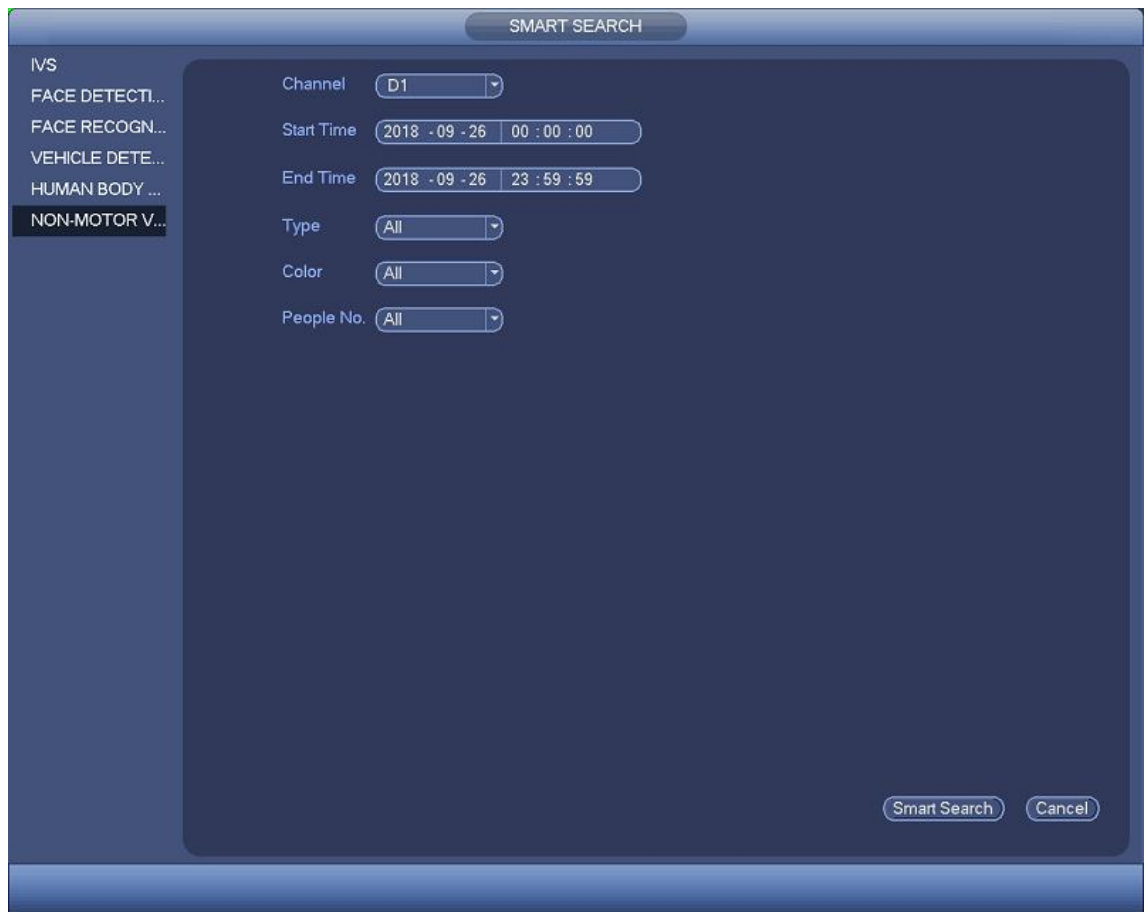 SMART SEARCH
IVS
FACE DETECTI...
FACE RECOGN...
VEHICLE DETE...
HUMAN BODY ...
NON-MOTOR V...
Channel D1
Start Time 2018 - 09 - 26 00 : 00 : 00
End Time 2018 - 09 - 26 23 : 59 : 59
Type All
Color All
People No. All
Smart Search Cancel